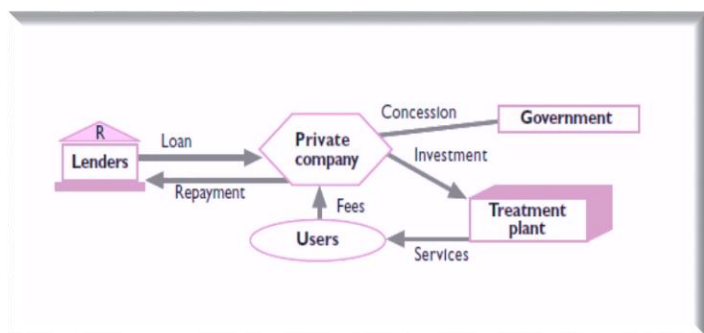 R
Lenders
Loan
Repayment
Private
company
Fees
Users
Concession
Government
Investment
Treatment
plant
Services